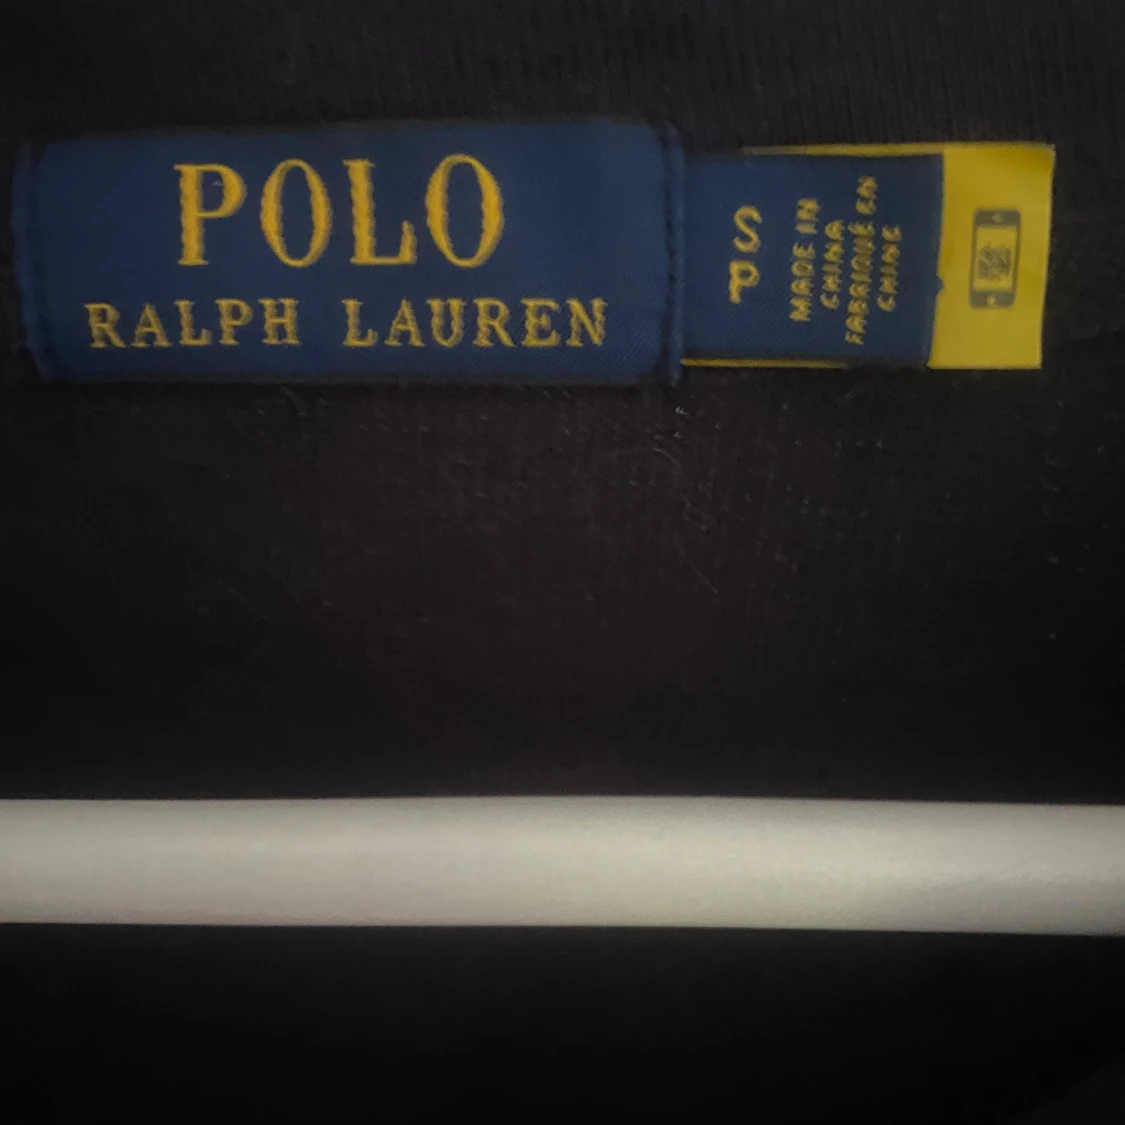 POLO
RALPH LAUREN
S
P
MADE IN
CHINA
FABRIQUÉ EN
CHINE